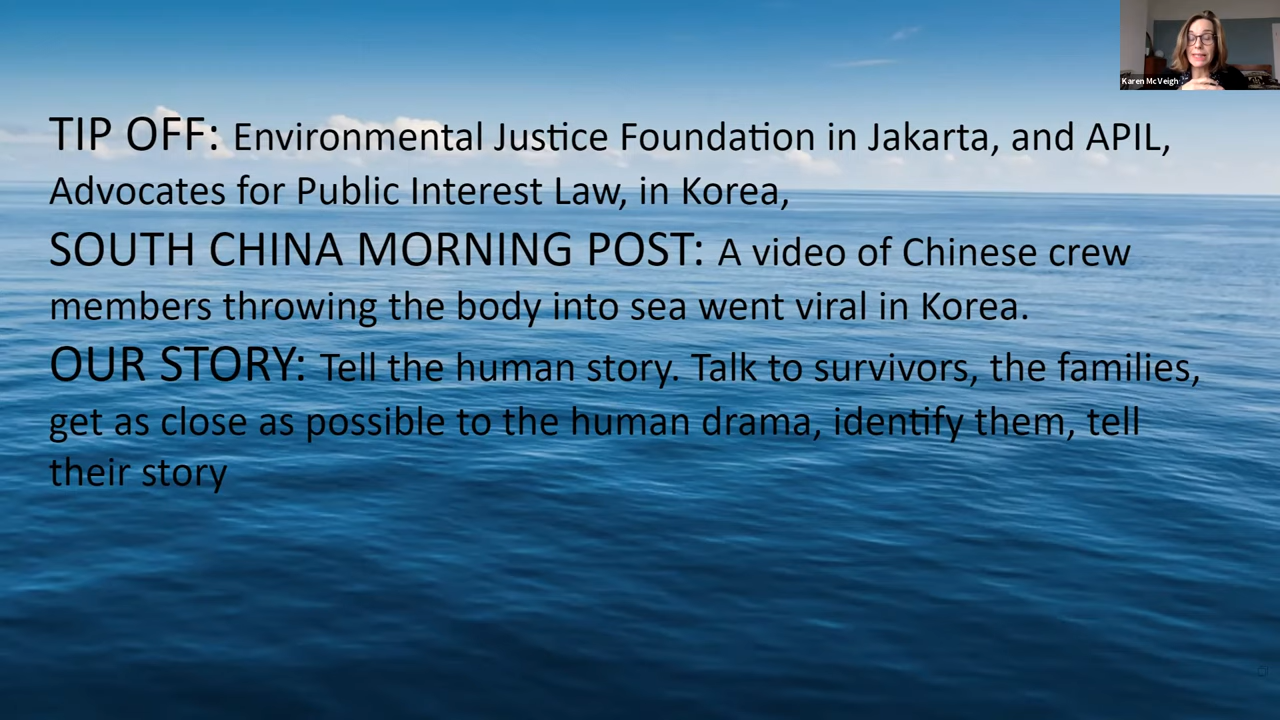 Karen McVeigh
TIP OFF: Environmental Justice Foundation in Jakarta, and APIL,
Advocates for Public Interest Law, in Korea,
SOUTH CHINA MORNING POST: A video of Chinese crew
members throwing the body into sea went viral in Korea.
OUR STORY: Tell the human story. Talk to survivors, the families,
get as close as possible to the human drama, identify them, tell
their story